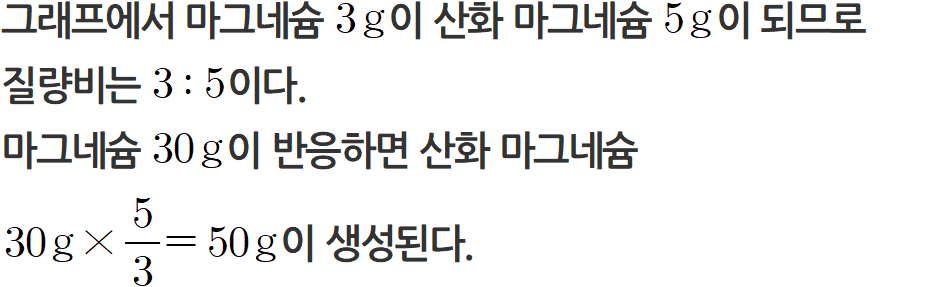 그래프에서 마그네슘 3 g이 산화 마그네슘 5 g이 되므로
질량비는 3 : 5이다.
마그네슘 30 g이 반응하면 산화 마그네슘
30 g × 5/3 = 50 g이 생성된다.